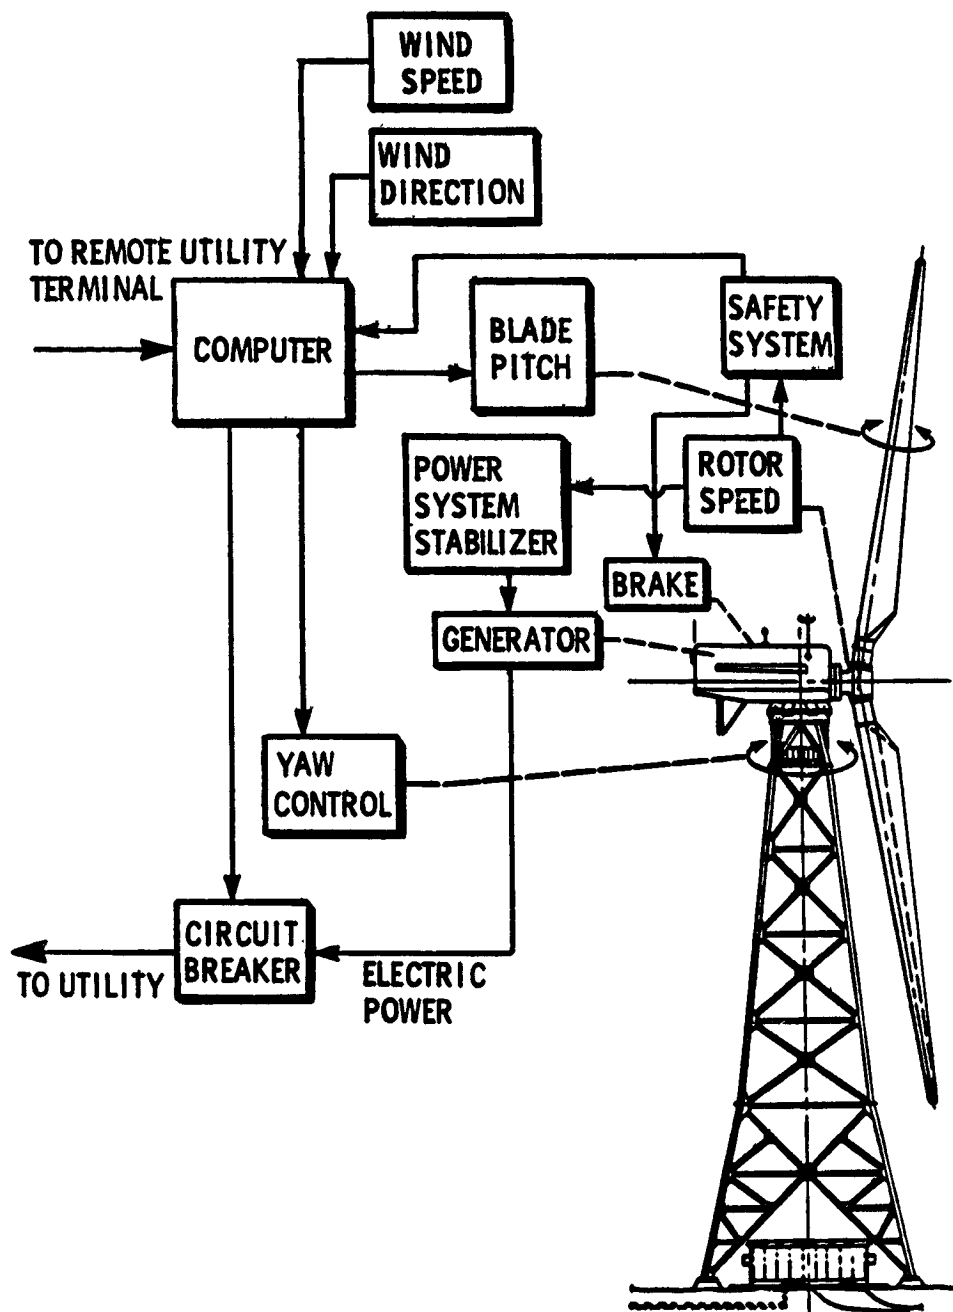 WIND
SPEED
WIND
DIRECTION
TO REMOTE UTILITY
TERMINAL
COMPUTER
BLADE
PITCH
SAFETY
SYSTEM
POWER
SYSTEM
STABILIZER
ROTOR
SPEED
BRAKE
GENERATOR
YAW
CONTROL
CIRCUIT
BREAKER
TO UTILITY
ELECTRIC
POWER